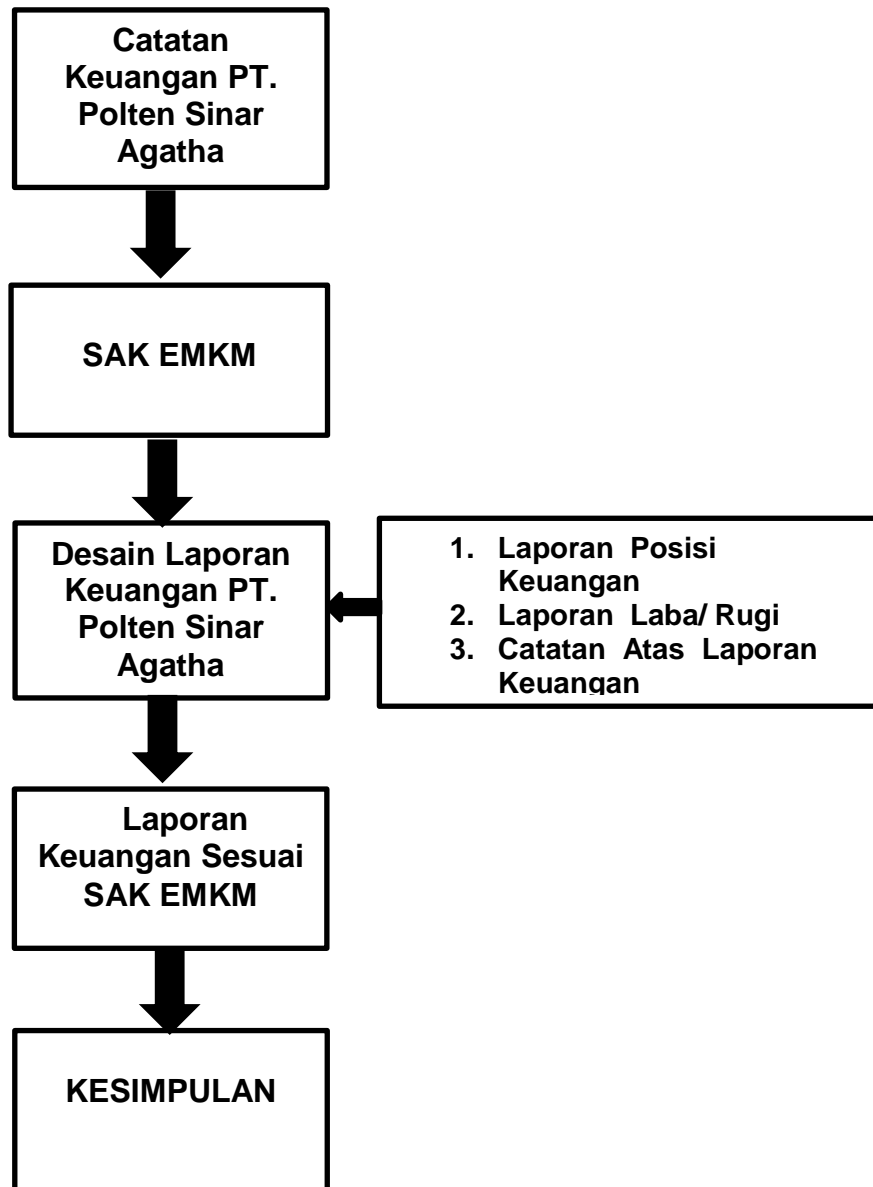 Catatan
Keuangan PT.
Polten Sinar
Agatha
SAK EMKM
Desain Laporan
Keuangan PT.
Polten Sinar
Agatha
1. Laporan Posisi
Keuangan
2. Laporan Laba/ Rugi
3. Catatan Atas Laporan
Keuangan
Laporan
Keuangan Sesuai
SAK EMKM
KESIMPULAN